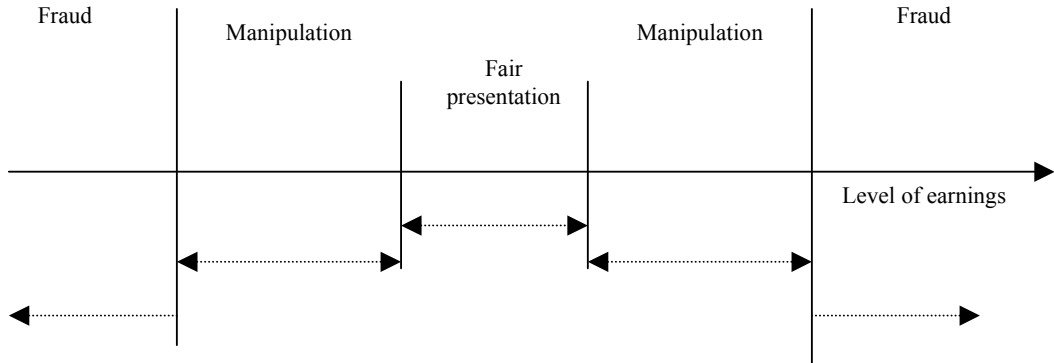 Fraud
Manipulation
Fair
presentation
Manipulation
Fraud
Level of earnings